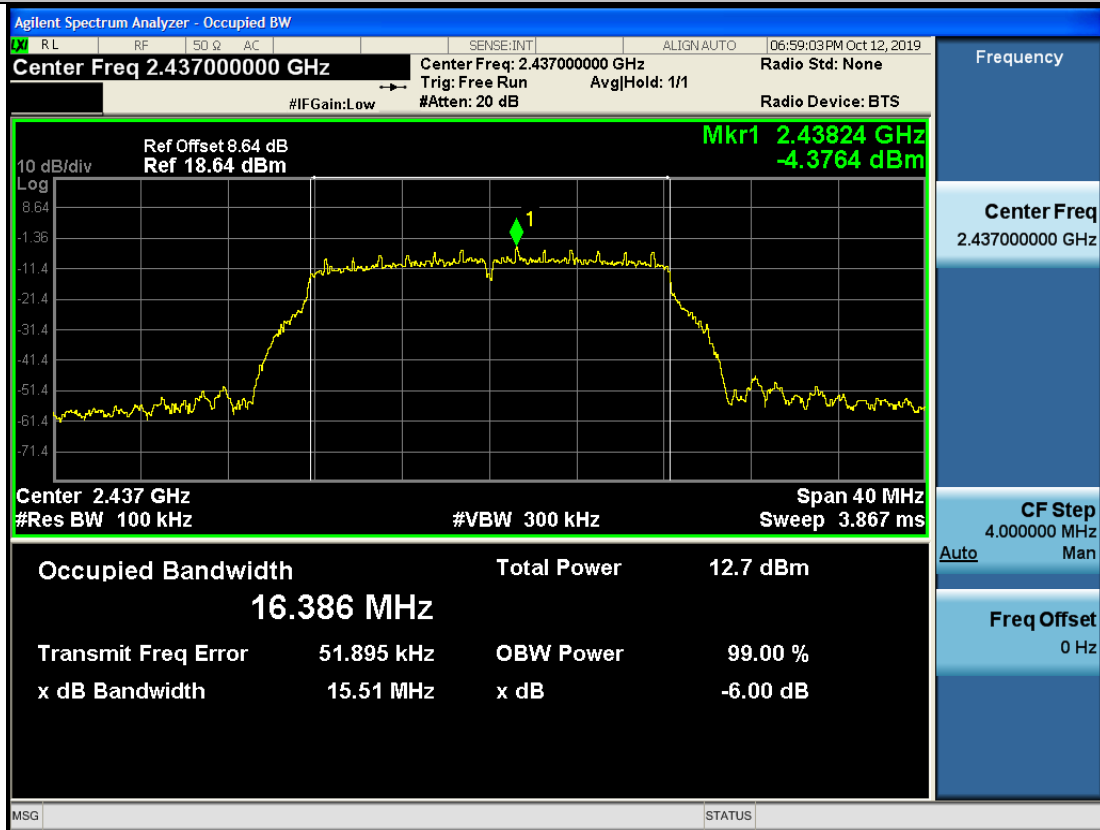 Agilent Spectrum Analyzer - Occupied BW
LXI RL RF 50 Ω AC SENSE:INT ALIGN AUTO 06:59:03 PM Oct 12, 2019
Center Freq 2.437000000 GHz Center Freq: 2.437000000 GHz Radio Std: None
Trig: Free Run Avg|Hold: 1/1
#IFGain:Low #Atten: 20 dB Radio Device: BTS
Frequency
Mkr1 2.43824 GHz
-4.3764 dBm
Ref Offset 8.64 dB
10 dB/div Ref 18.64 dBm
Log
8.64
1
-1.36
-11.4
-21.4
-31.4
-41.4
-51.4
-61.4
-71.4
Center 2.437 GHz Span 40 MHz
#Res BW 100 kHz #VBW 300 kHz Sweep 3.867 ms
Occupied Bandwidth Total Power 12.7 dBm
16.386 MHz
Transmit Freq Error 51.895 kHz OBW Power 99.00 %
x dB Bandwidth 15.51 MHz x dB -6.00 dB
Center Freq
2.437000000 GHz
CF Step
4.000000 MHz
Auto Man
Freq Offset
0 Hz
MSG STATUS